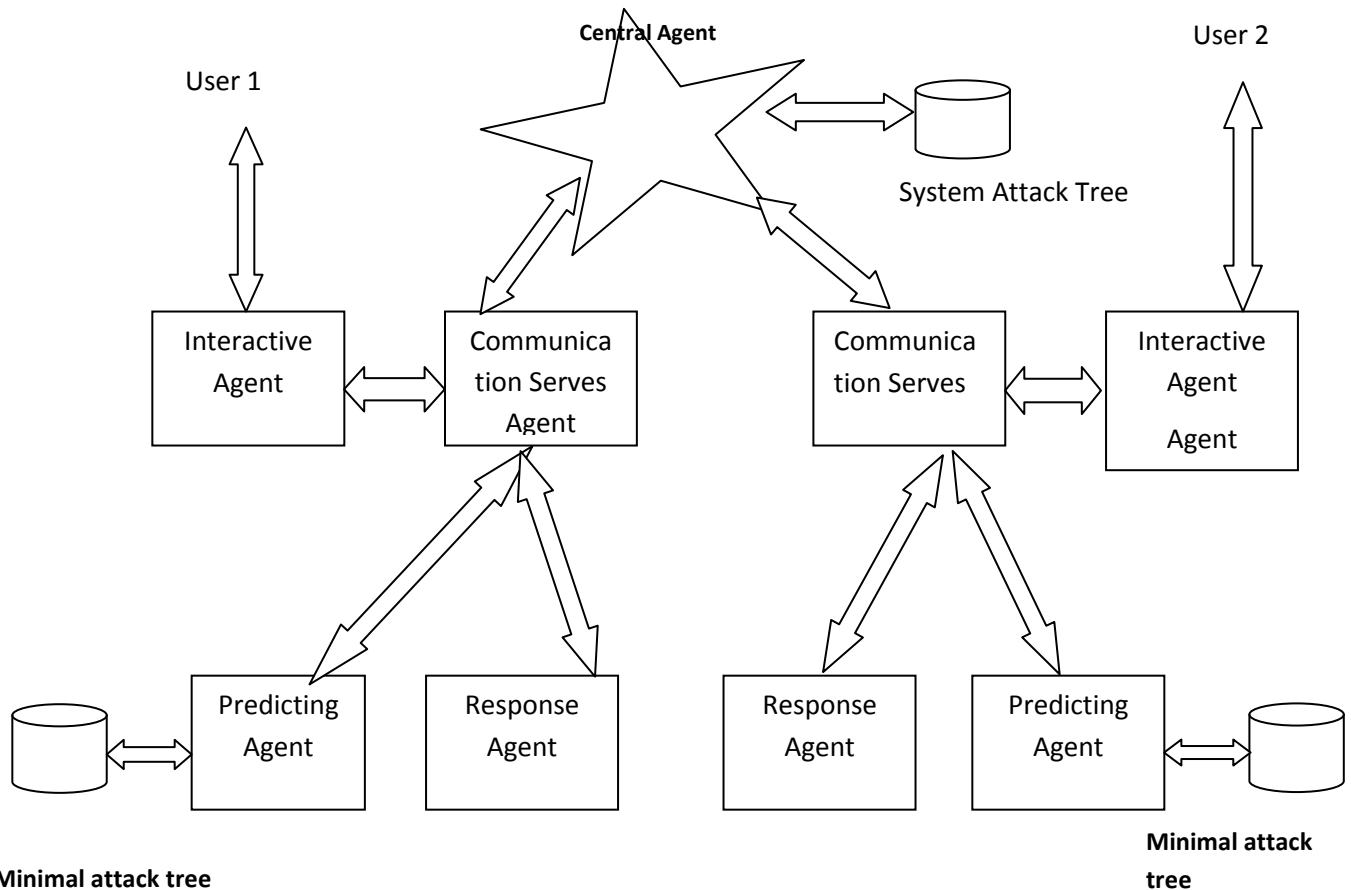 Central Agent
User 2
User 1
System Attack Tree
Interactive
Agent
Communica
tion Serves
Agent
Communica
tion Serves
Interactive
Agent
Agent
Predicting
Agent
Response
Agent
Response
Agent
Predicting
Agent
Minimal attack
tree
Minimal attack tree